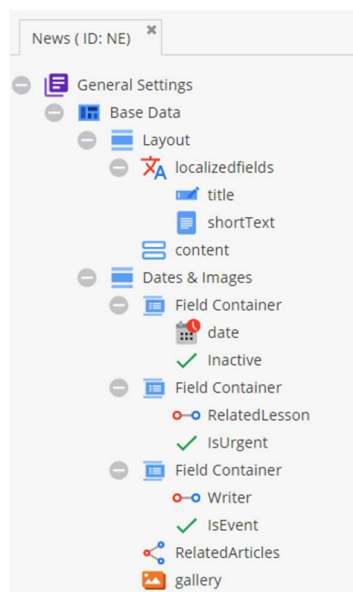 News ( ID: NE)
General Settings
Base Data
Layout
localizedfields
title
shortText
content
Dates & Images
Field Container
date
Inactive
Field Container
RelatedLesson
IsUrgent
Field Container
Writer
IsEvent
RelatedArticles
gallery